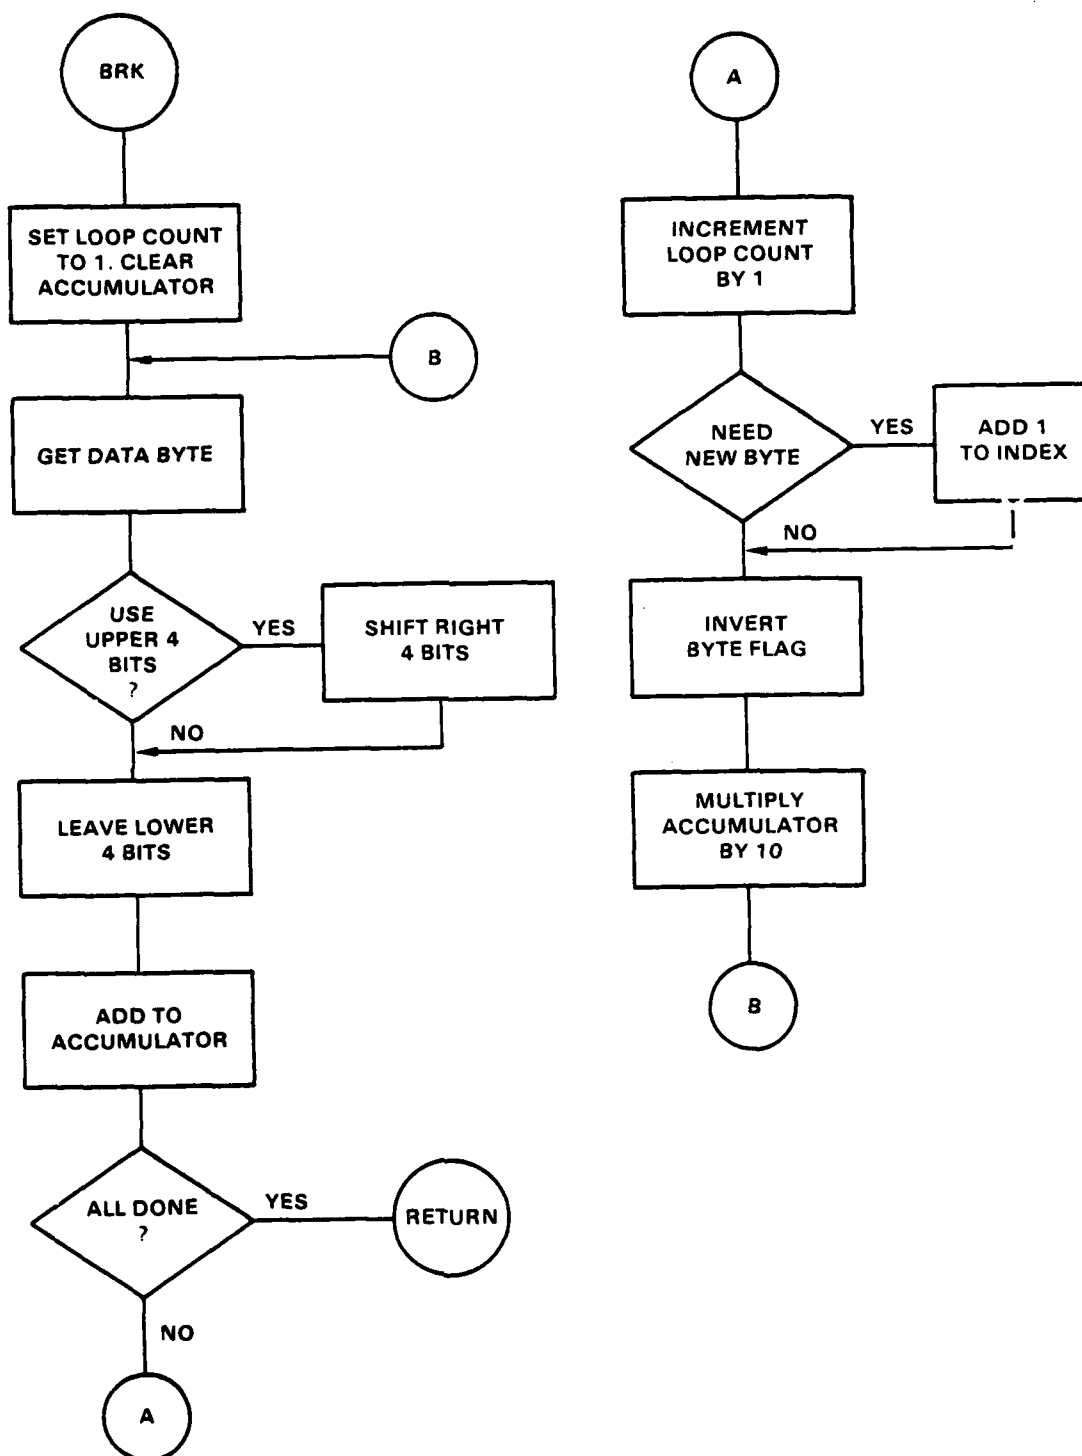 BRK
SET LOOP COUNT
TO 1. CLEAR
ACCUMULATOR
B
GET DATA BYTE
USE
UPPER 4
BITS
?
YES
SHIFT RIGHT
4 BITS
NO
LEAVE LOWER
4 BITS
ADD TO
ACCUMULATOR
ALL DONE
?
YES
RETURN
NO
A
A
INCREMENT
LOOP COUNT
BY 1
NEED
NEW BYTE
YES
ADD 1
TO INDEX
NO
INVERT
BYTE FLAG
MULTIPLY
ACCUMULATOR
BY 10
B